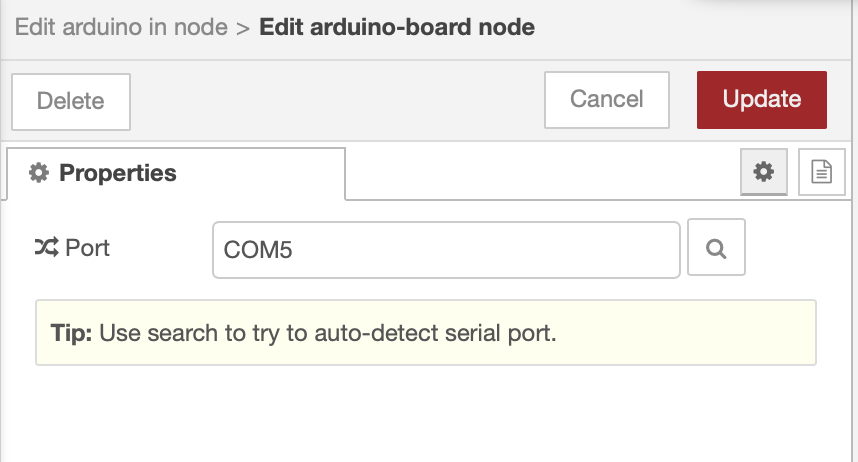 Edit arduino in node > Edit arduino-board node
Delete
Cancel
Update
Properties
Port
COM5
Tip: Use search to try to auto-detect serial port.